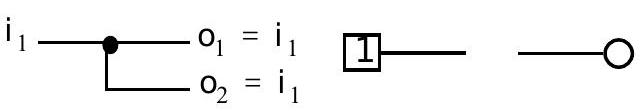 i1 o1 = i1
o2 = i1
1